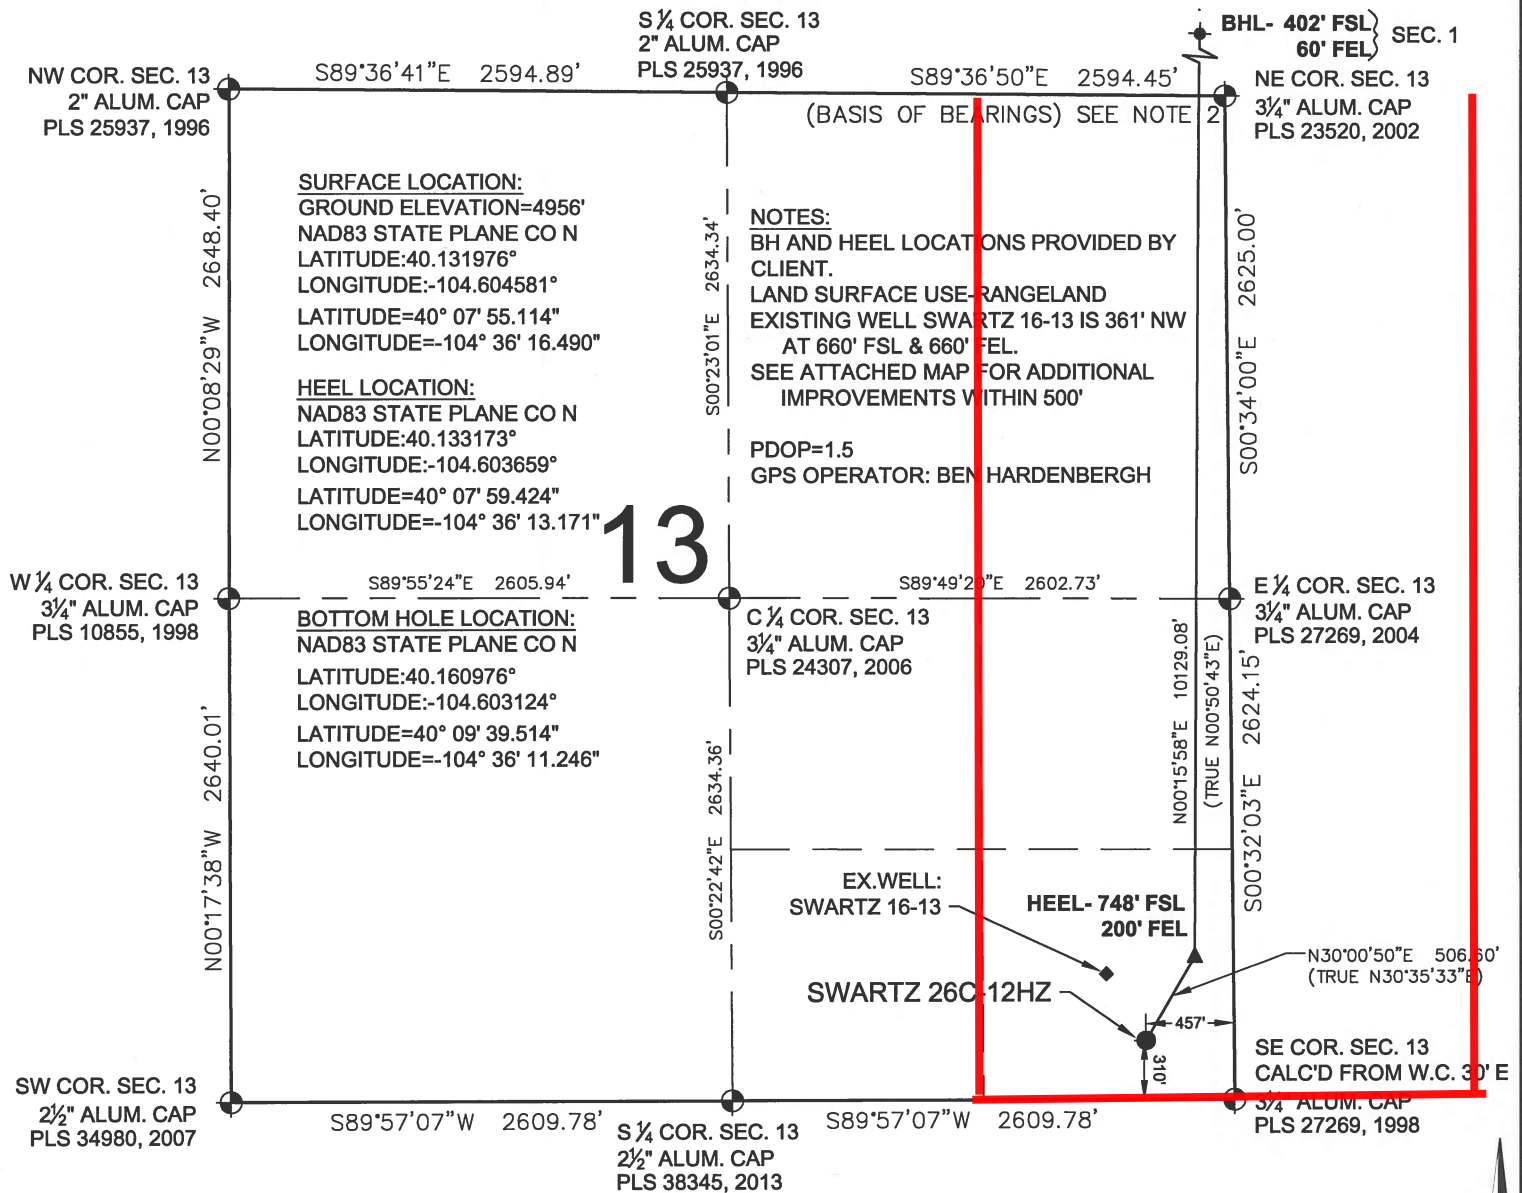 S ¼ COR. SEC. 13
2" ALUM. CAP
PLS 25937, 1996
BHL- 402' FSL
60' FEL
SEC. 1
NW COR. SEC. 13
2" ALUM. CAP
PLS 25937, 1996
S89°36'41"E 2594.89'
S89°36'50"E 2594.45'
(BASIS OF BEARINGS) SEE NOTE 2
NE COR. SEC. 13
3¼" ALUM. CAP
PLS 23520, 2002
N00°08'29"W 2648.40'
SURFACE LOCATION:
GROUND ELEVATION=4956'
NAD83 STATE PLANE CO N
LATITUDE:40.131976°
LONGITUDE:-104.604581°
LATITUDE=40° 07' 55.114"
LONGITUDE=-104° 36' 16.490"
HEEL LOCATION:
NAD83 STATE PLANE CO N
LATITUDE:40.133173°
LONGITUDE:-104.603659°
LATITUDE=40° 07' 59.424"
LONGITUDE=-104° 36' 13.171"
13
S00°23'01"E 2634.34'
NOTES:
BH AND HEEL LOCATIONS PROVIDED BY
CLIENT.
LAND SURFACE USE-RANGELAND
EXISTING WELL SWARTZ 16-13 IS 361' NW
AT 660' FSL & 660' FEL.
SEE ATTACHED MAP FOR ADDITIONAL
IMPROVEMENTS WITHIN 500'
PDOP=1.5
GPS OPERATOR: BEN HARDENBERGH
S00°34'00"E 2625.00'
W ¼ COR. SEC. 13
3¼" ALUM. CAP
PLS 10855, 1998
S89°55'24"E 2605.94'
S89°49'20"E 2602.73'
C ¼ COR. SEC. 13
3¼" ALUM. CAP
PLS 24307, 2006
E ¼ COR. SEC. 13
3¼" ALUM. CAP
PLS 27269, 2004
BOTTOM HOLE LOCATION:
NAD83 STATE PLANE CO N
LATITUDE:40.160976°
LONGITUDE:-104.603124°
LATITUDE=40° 09' 39.514"
LONGITUDE=-104° 36' 11.246"
N00°17'38"W 2640.01'
S00°22'42"E 2634.36'
N00°15'58"E 10129.08'
(TRUE N00°50'43"E)
S00°32'03"E 2624.15'
EX.WELL:
SWARTZ 16-13
HEEL- 748' FSL
200' FEL
SWARTZ 26C-12HZ
N30°00'50"E 506.60'
(TRUE N30°35'33"E)
457'
310'
SE COR. SEC. 13
CALC'D FROM W.C. 30' E
3¼" ALUM. CAP
PLS 27269, 1998
SW COR. SEC. 13
2½" ALUM. CAP
PLS 34980, 2007
S89°57'07"W 2609.78'
S89°57'07"W 2609.78'
S ¼ COR. SEC. 13
2½" ALUM. CAP
PLS 38345, 2013